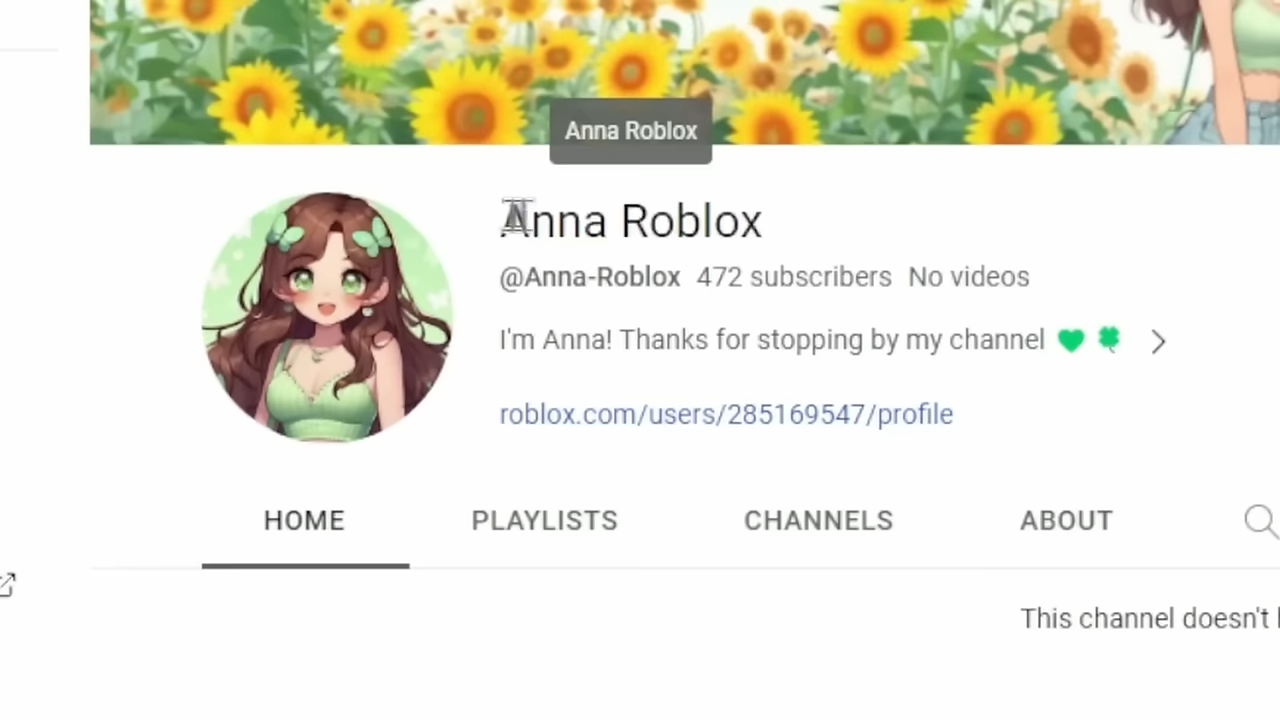 Anna Roblox
Anna Roblox
@Anna-Roblox 472 subscribers No videos
I'm Anna! Thanks for stopping by my channel 💚 🍀 >
roblox.com/users/285169547/profile
HOME PLAYLISTS CHANNELS ABOUT
This channel doesn't